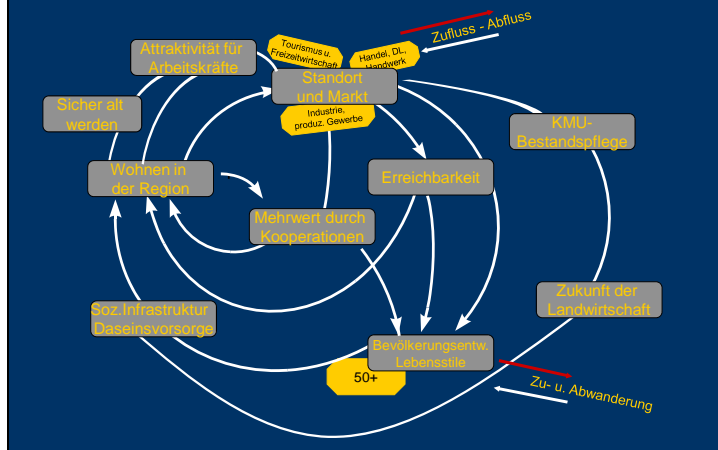 Zufluss - Abfluss
Attraktivität für
Arbeitskräfte
Tourismus u.
Freizeitwirtschaft
Handel, DL,
Handwerk
Standort
und Markt
Industrie,
produz. Gewerbe
Sicher alt
werden
KMU-
Bestandspflege
Wohnen in
der Region
Erreichbarkeit
Mehrwert durch
Kooperationen
Zukunft der
Landwirtschaft
Soz.Infrastruktur
Daseinsvorsorge
Bevölkerungsentw.
Lebensstile
50+
Zu- u. Abwanderung